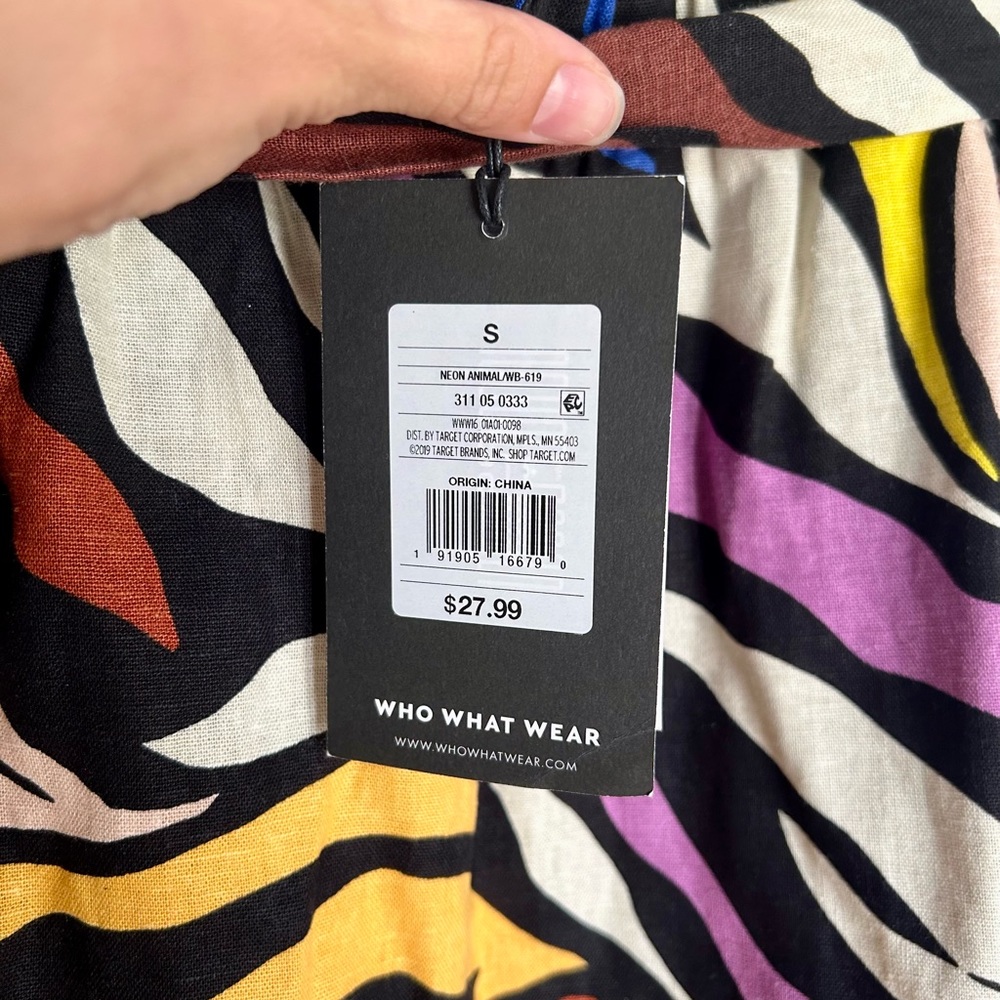 S
NEON ANIMAL/WB-619
311 05 0333
WWW16 01A01-0098
DIST. BY TARGET CORPORATION, MPLS., MN 55403
©2019 TARGET BRANDS, INC. SHOP TARGET.COM
ORIGIN: CHINA
1 91905 16679 0
$27.99
WHO WHAT WEAR
WWW.WHOWHATWEAR.COM